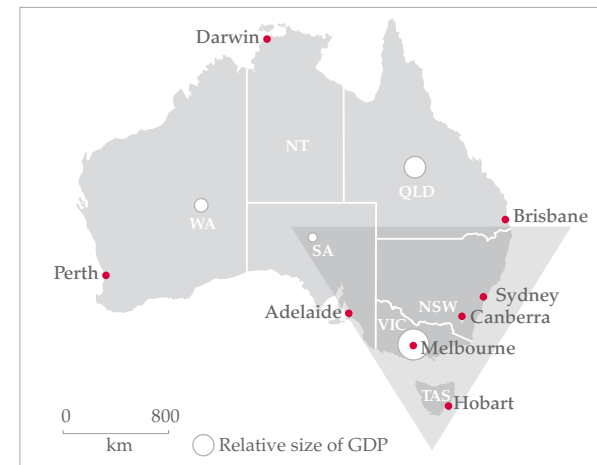 Darwin
NT
QLD
WA
Brisbane
SA
Perth
Sydney
NSW
Adelaide
Canberra
VIC
Melbourne
TAS
Hobart
0 800
km
Relative size of GDP